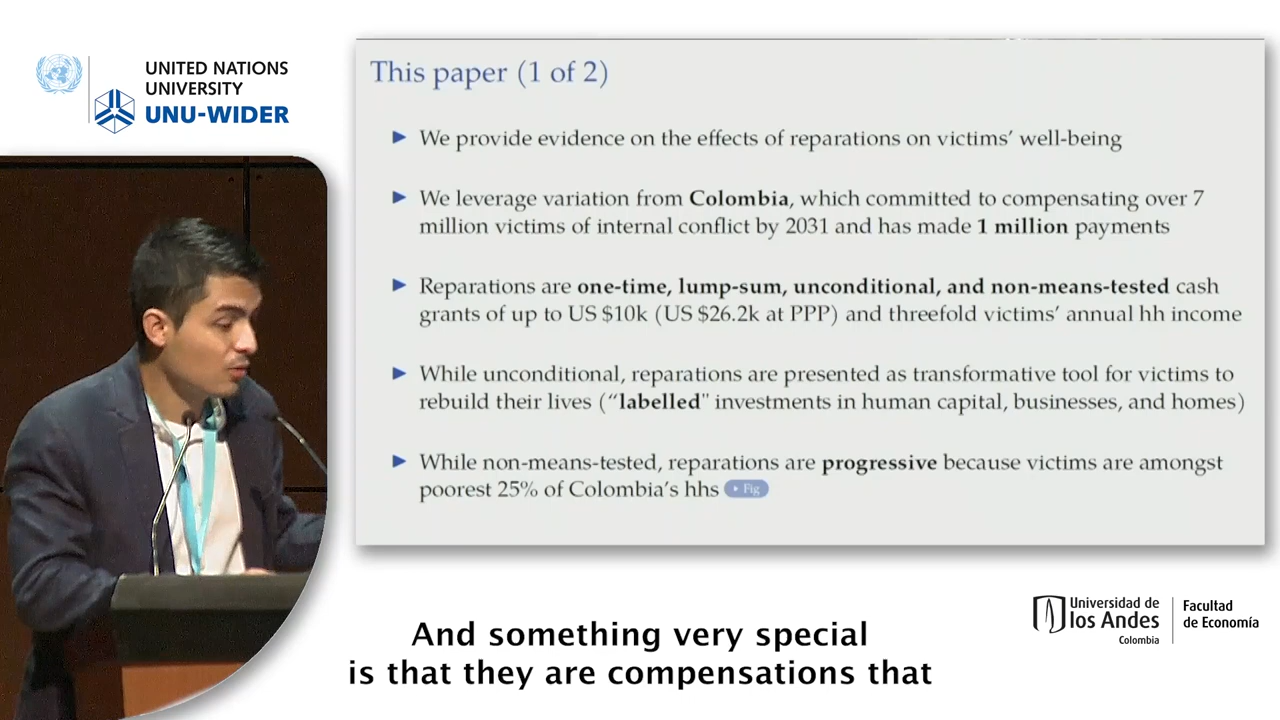 UNITED NATIONS
UNIVERSITY
UNU-WIDER
This paper (1 of 2)
We provide evidence on the effects of reparations on victims’ well-being
We leverage variation from Colombia, which committed to compensating over 7
million victims of internal conflict by 2031 and has made 1 million payments
Reparations are one-time, lump-sum, unconditional, and non-means-tested cash
grants of up to US $10k (US $26.2k at PPP) and threefold victims’ annual hh income
While unconditional, reparations are presented as transformative tool for victims to
rebuild their lives (“labelled" investments in human capital, businesses, and homes)
While non-means-tested, reparations are progressive because victims are amongst
poorest 25% of Colombia’s hhs Fig
Universidad de
los Andes
Colombia
Facultad
de Economía
And something very special
is that they are compensations that